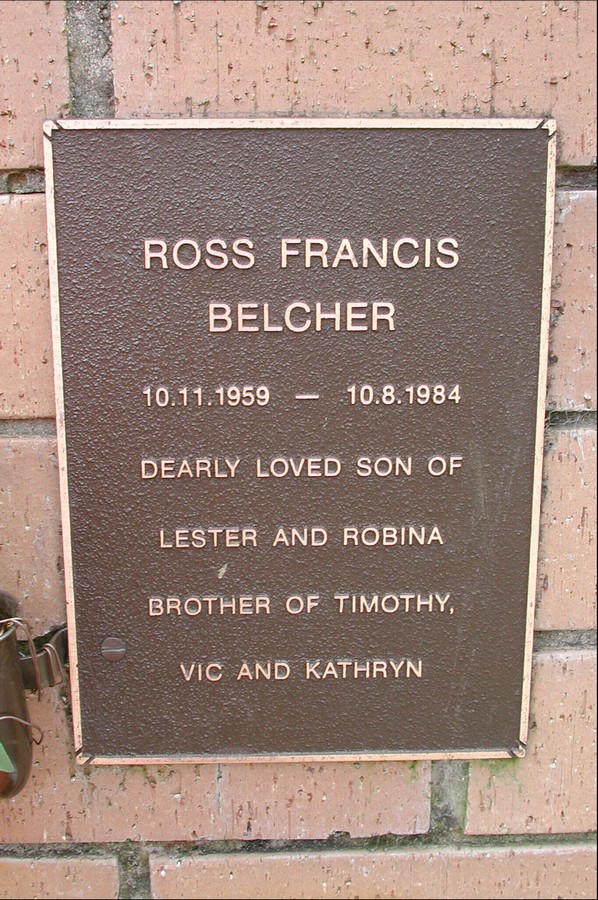 ROSS FRANCIS
BELCHER
10.11.1959 — 10.8.1984
DEARLY LOVED SON OF
LESTER AND ROBINA
BROTHER OF TIMOTHY,
VIC AND KATHRYN